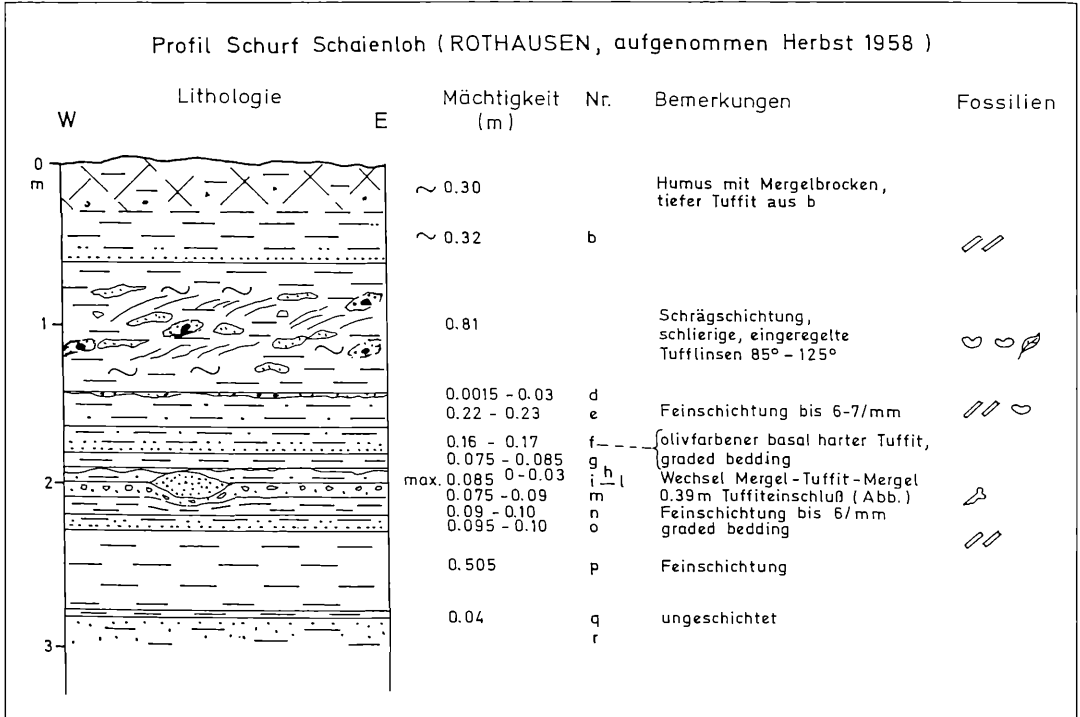 Profil Schurf Schaienloh (ROTHAUSEN, aufgenommen Herbst 1958)
Lithologie Mächtigkeit (m) Nr. Bemerkungen Fossilien
W E
0
m
~ 0.30 Humus mit Mergelbrocken,
tiefer Tuffit aus b
~ 0.32 b
1
0.81 Schrägschichtung,
schlierige, eingeregelte
Tufflinsen 85° - 125°
0.0015 - 0.03 d
0.22 - 0.23 e Feinschichtung bis 6-7/mm
0.16 - 0.17 f olivfarbener basal harter Tuffit,
0.075 - 0.085 g graded bedding
2
max. 0.085 0-0.03 i h l Wechsel Mergel-Tuffit-Mergel
0.075 - 0.09 m 0.39m Tuffiteinschluß (Abb.)
0.09 - 0.10 n Feinschichtung bis 6/mm
0.095 - 0.10 o graded bedding
0.505 p Feinschichtung
0.04 q ungeschichtet
r
3